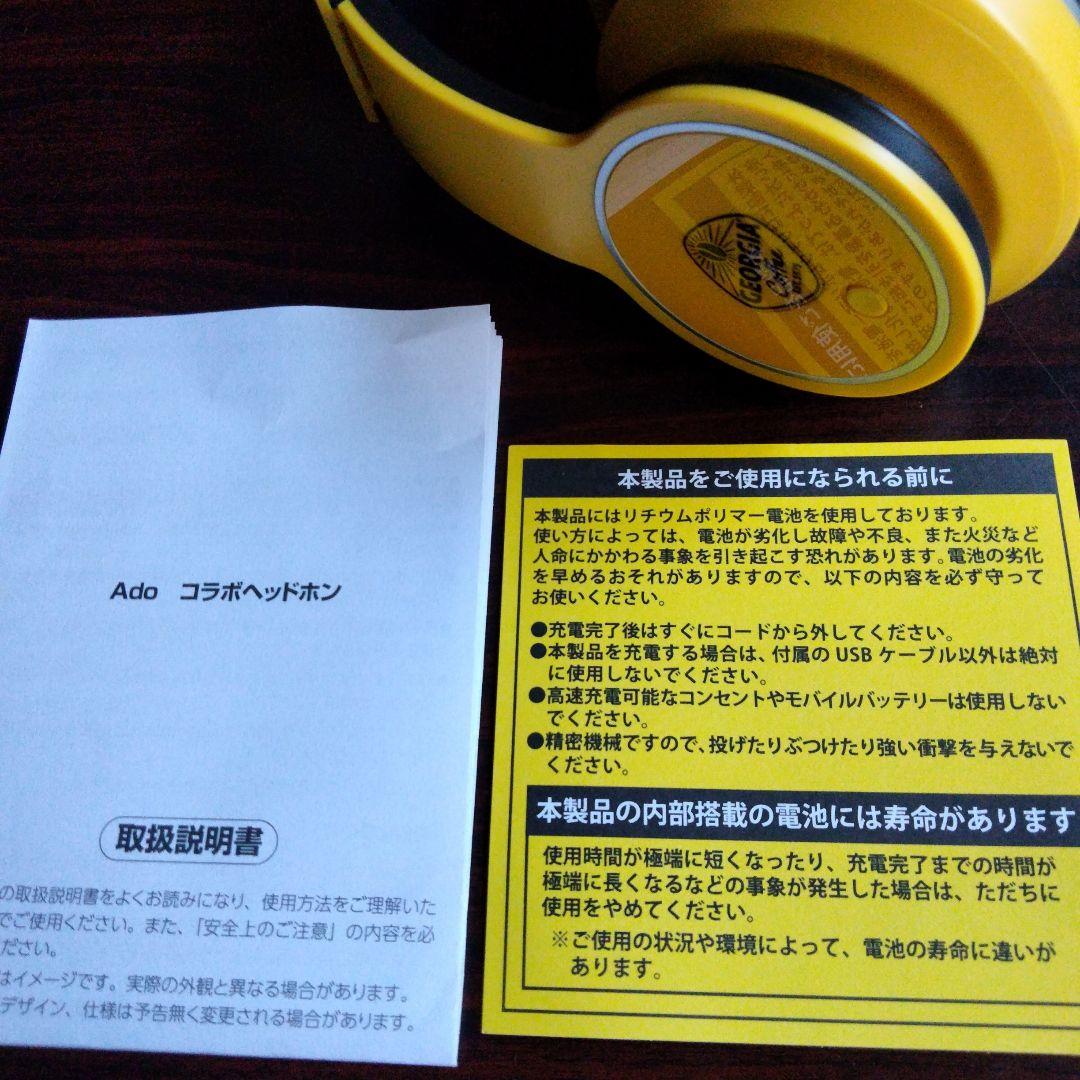 GEORGIA
Coffee
Ado コラボヘッドホン
取扱説明書
の取扱説明書をよくお読みになり、使用方法をご理解いた
でご使用ください。また、「安全上のご注意」の内容を必
ださい。
はイメージです。実際の外観と異なる場合があります。
デザイン、仕様は予告無く変更される場合があります。
本製品をご使用になられる前に
本製品にはリチウムポリマー電池を使用しております。
使い方によっては、電池が劣化し故障や不良、また火災など
人命にかかわる事象を引き起こす恐れがあります。電池の劣化
を早めるおそれがありますので、以下の内容を必ず守って
お使いください。
●充電完了後はすぐにコードから外してください。
●本製品を充電する場合は、付属の USB ケーブル以外は絶対
に使用しないでください。
●高速充電可能なコンセントやモバイルバッテリーは使用しない
でください。
●精密機械ですので、投げたりぶつけたり強い衝撃を与えないで
ください。
本製品の内部搭載の電池には寿命があります
使用時間が極端に短くなったり、充電完了までの時間が
極端に長くなるなどの事象が発生した場合は、ただちに
使用をやめてください。
※ご使用の状況や環境によって、電池の寿命に違いが
あります。